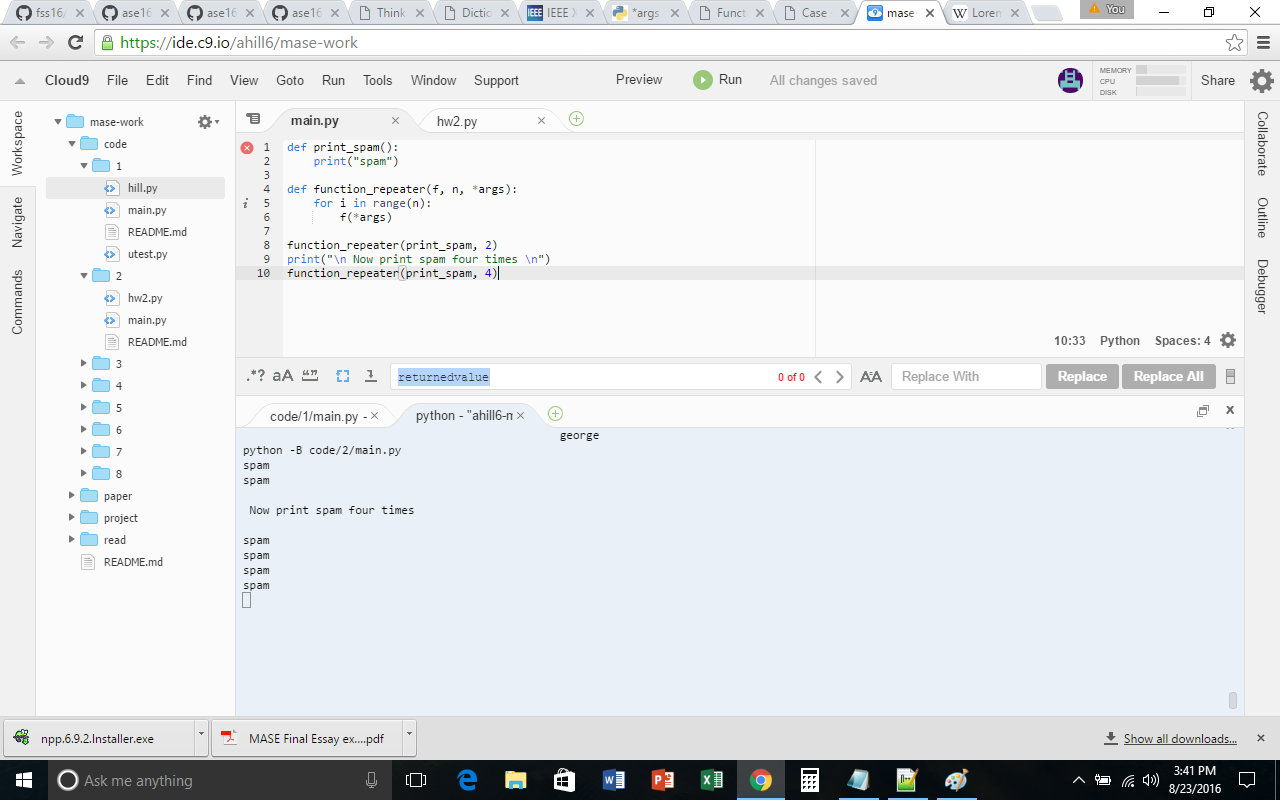 fss16/ ase16 ase16 ase16 Think Dictio IEEE IEEE X *args Funct Case mase W Loren You
https://ide.c9.io/ahill6/mase-work
Cloud9 File Edit Find View Goto Run Tools Window Support Preview Run All changes saved MEMORY CPU DISK Share
Workspace
Navigate
Commands
mase-work
code
1
hill.py
main.py
README.md
utest.py
2
hw2.py
main.py
README.md
3
4
5
6
7
8
paper
project
read
README.md
main.py hw2.py
1 def print_spam():
2 print("spam")
3
4 def function_repeater(f, n, *args):
i 5 for i in range(n):
6 f(*args)
7
8 function_repeater(print_spam, 2)
9 print("\n Now print spam four times \n")
10 function_repeater(print_spam, 4)
10:33 Python Spaces: 4
.*? aA “” returnedvalue 0 of 0 AA Replace With Replace Replace All
code/1/main.py - python - "ahill6-m
george
python -B code/2/main.py
spam
spam
Now print spam four times
spam
spam
spam
spam
Collaborate
Outline
Debugger
npp.6.9.2.Installer.exe MASE Final Essay ex....pdf Show all downloads...
Ask me anything
3:41 PM
8/23/2016